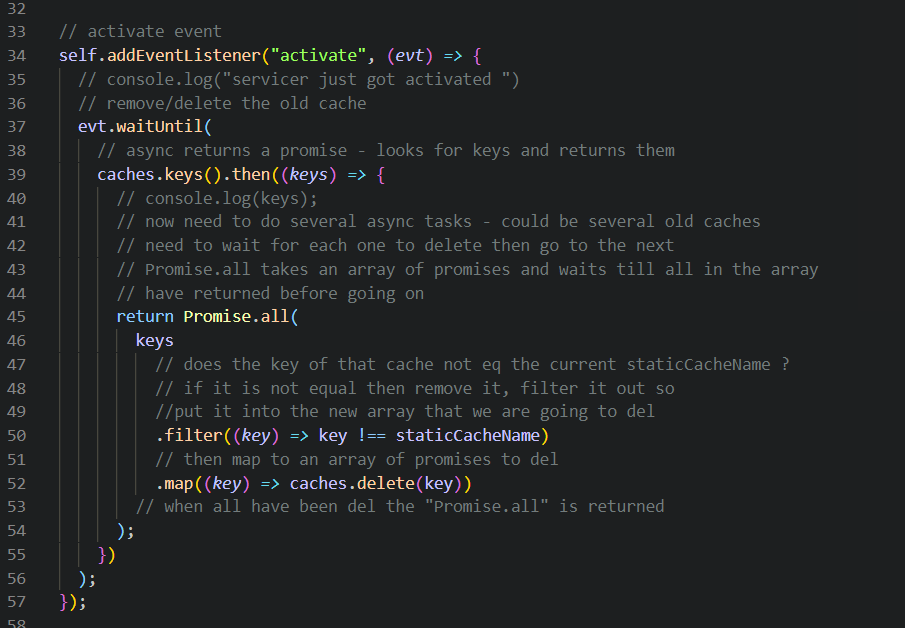 32
33 // activate event
34 self.addEventListener("activate", (evt) => {
35 // console.log("servicer just got activated ")
36 // remove/delete the old cache
37 evt.waitUntil(
38 // async returns a promise - looks for keys and returns them
39 caches.keys().then((keys) => {
40 // console.log(keys);
41 // now need to do several async tasks - could be several old caches
42 // need to wait for each one to delete then go to the next
43 // Promise.all takes an array of promises and waits till all in the array
44 // have returned before going on
45 return Promise.all(
46 keys
47 // does the key of that cache not eq the current staticCacheName ?
48 // if it is not equal then remove it, filter it out so
49 //put it into the new array that we are going to del
50 .filter((key) => key !== staticCacheName)
51 // then map to an array of promises to del
52 .map((key) => caches.delete(key))
53 // when all have been del the "Promise.all" is returned
54 );
55 })
56 );
57 });
58